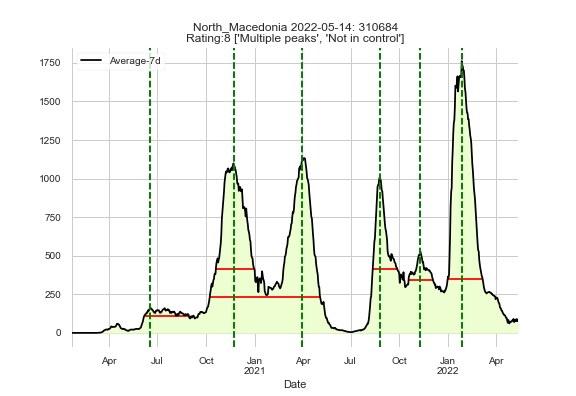 North_Macedonia 2022-05-14: 310684
Rating:8 ['Multiple peaks', 'Not in control']
Average-7d
1750
1500
1250
1000
750
500
250
0
Apr Jul Oct Jan Apr Jul Oct Jan Apr
2021 2022
Date